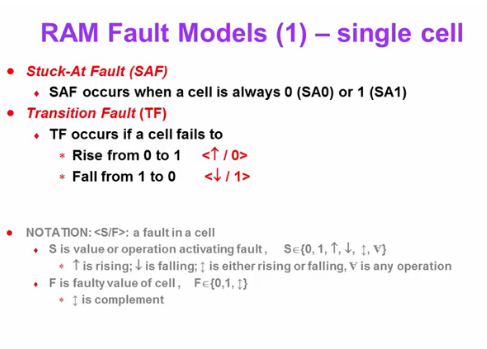 RAM Fault Models (1) – single cell
• Stuck-At Fault (SAF)
♦ SAF occurs when a cell is always 0 (SA0) or 1 (SA1)
• Transition Fault (TF)
♦ TF occurs if a cell fails to
* Rise from 0 to 1 <↑ / 0>
* Fall from 1 to 0 <↓ / 1>
• NOTATION: <S/F>: a fault in a cell
♦ S is value or operation activating fault, S∈{0, 1, ↑, ↓, ↕, ∀}
* ↑ is rising; ↓ is falling; ↕ is either rising or falling, ∀ is any operation
♦ F is faulty value of cell, F∈{0,1, ↕}
* ↕ is complement